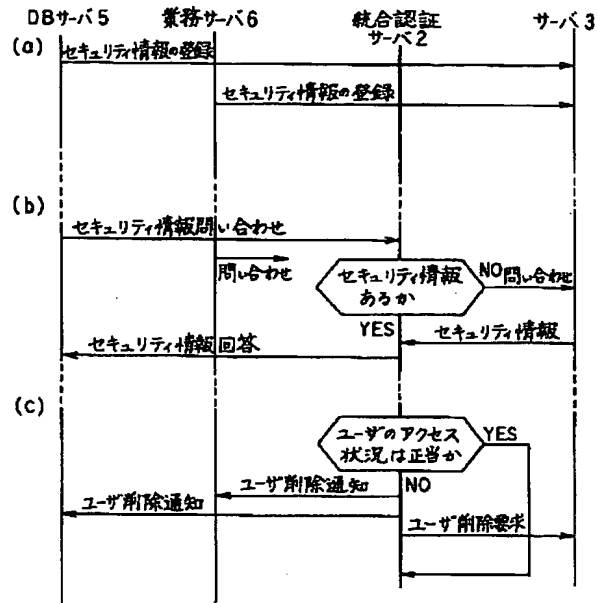 DBサーバ5 業務サーバ6 統合認証 サーバ3
サーバ2
(a)
セキュリティ情報の登録
セキュリティ情報の登録
(b)
セキュリティ情報問い合わせ
問い合わせ
セキュリティ情報
あるか
NO 問い合わせ
YES
セキュリティ情報
セキュリティ情報回答
(c)
ユーザのアクセス
状況は正当か
YES
NO
ユーザ削除通知
ユーザ削除通知
ユーザ削除要求